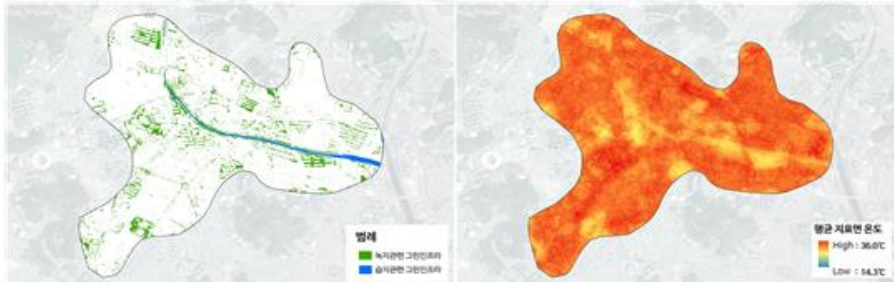 범례
녹지관련 그린인프라
습지관련 그린인프라
평균 지표면 온도
High : 36.0℃
Low : 14.3℃